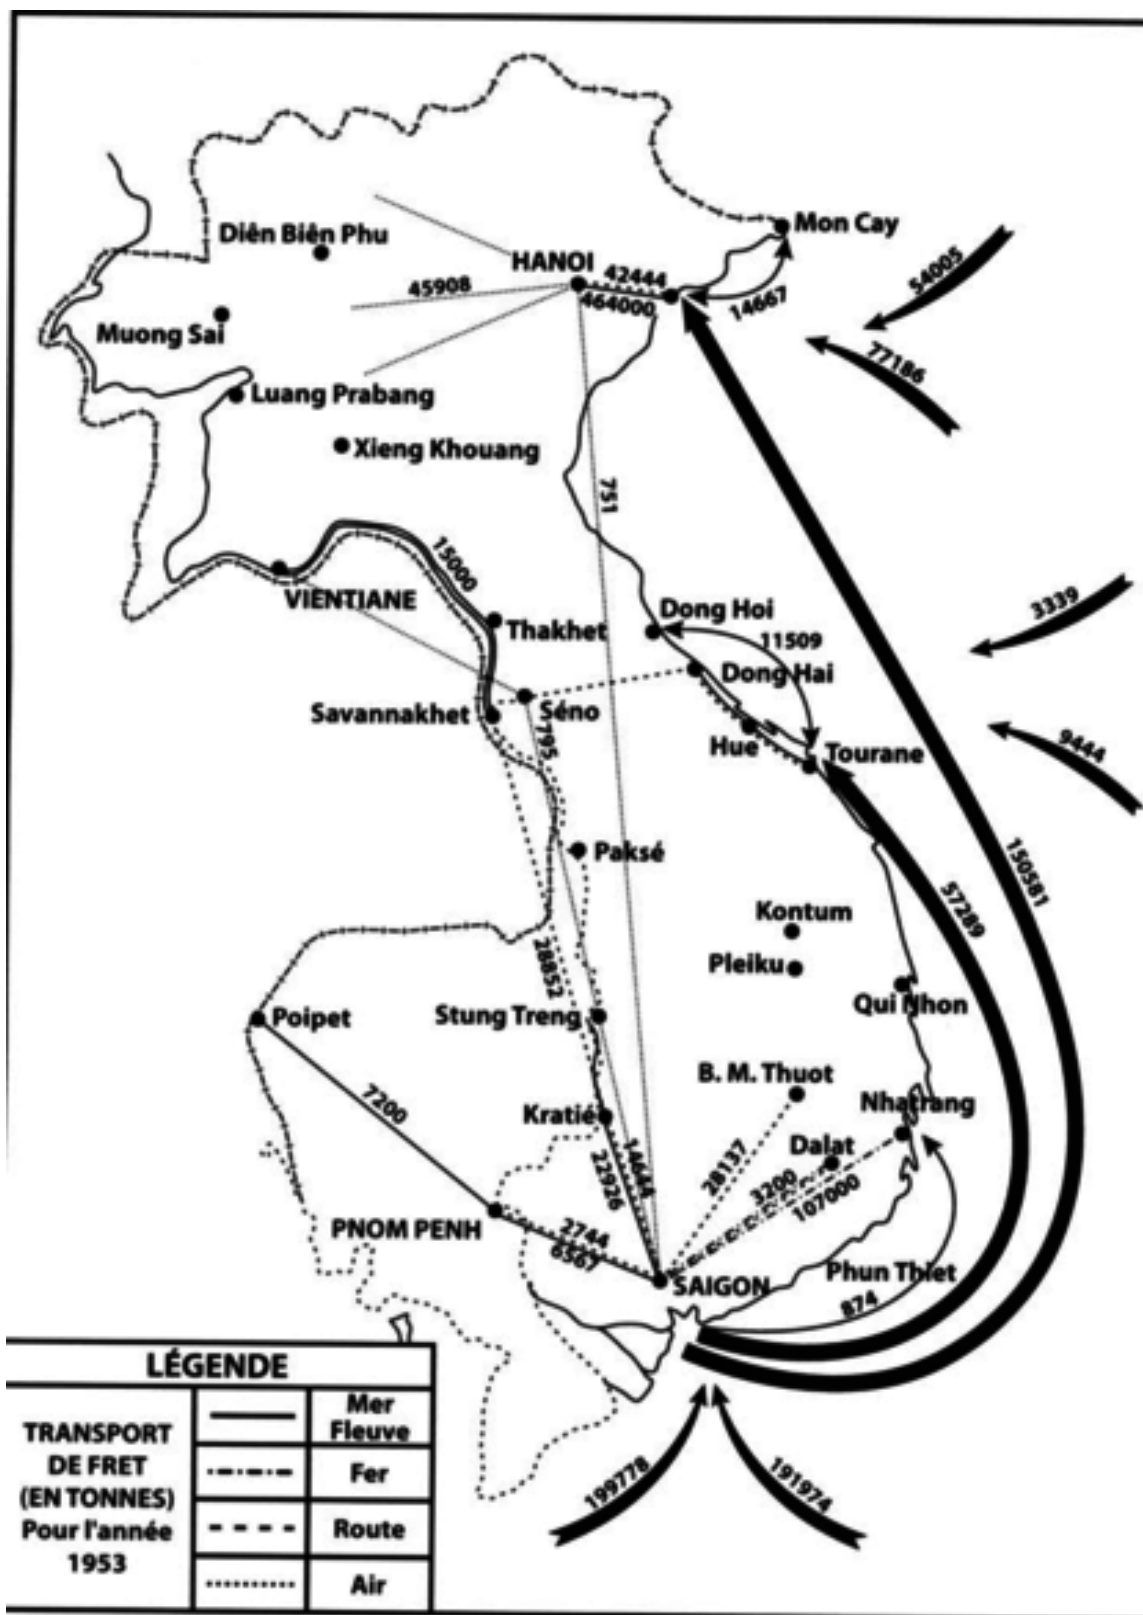 Mon Cay
Diên Biên Phu
HANOI
42444
54005
45908
464000
14667
Muong Sai
77186
Luang Prabang
Xieng Khouang
751
15000
VIENTIANE
Dong Hoi
3339
Thakhet
11509
Dong Hai
Savannakhet
Séno
795
Hue
Tourane
9444
Paksé
150581
57289
Kontum
28852
Pleiku
Qui Nhon
Poipet
Stung Treng
B. M. Thuot
7200
Kratié
Nhatrang
14644
22926
28137
Dalat
3200
107000
PNOM PENH
2744
6567
SAIGON
Phun Thiet
874
199778
191974
LÉGENDE
TRANSPORT
DE FRET
(EN TONNES)
Pour l'année
1953
Mer
Fleuve
Fer
Route
Air